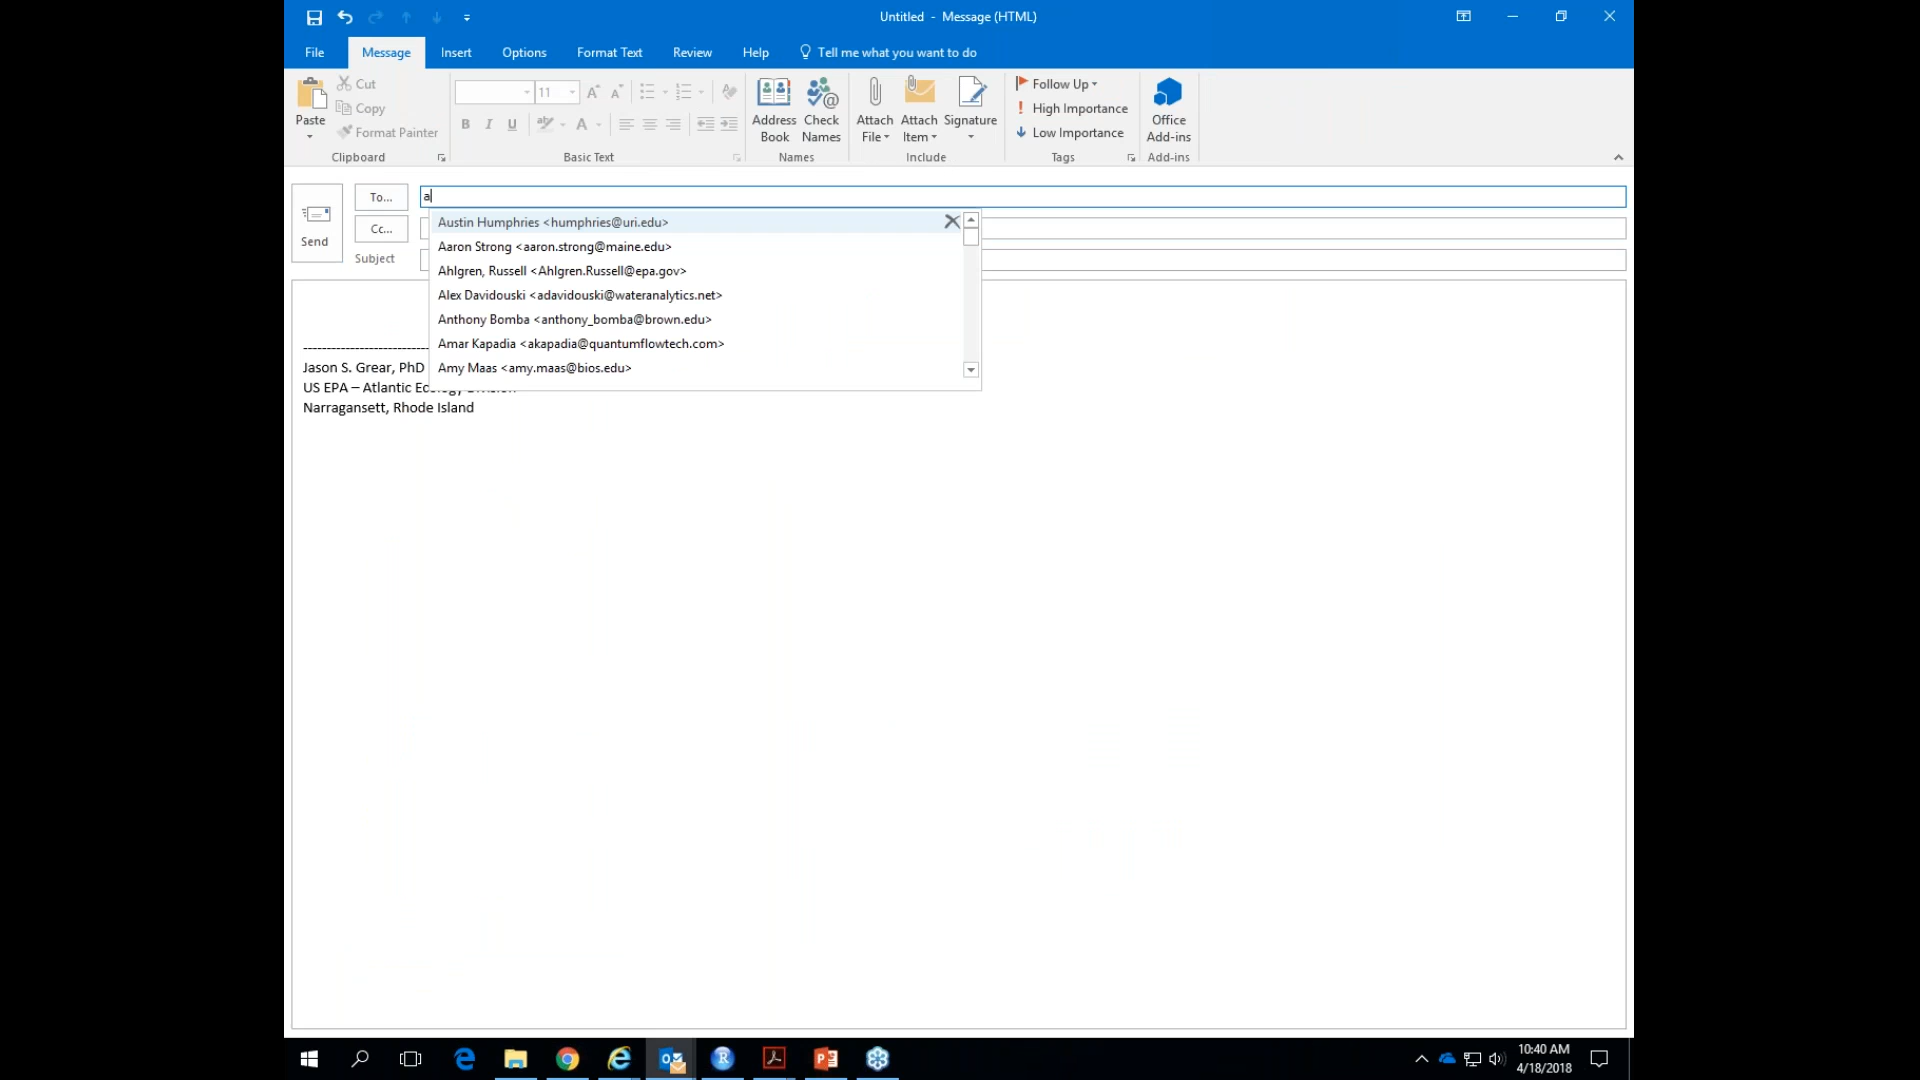 Untitled - Message (HTML)
File Message Insert Options Format Text Review Help Tell me what you want to do
Paste
Cut
Copy
Format Painter
Clipboard
11
B I U
Basic Text
Address Book
Check Names
Names
Attach File
Attach Item
Signature
Include
Follow Up
High Importance
Low Importance
Tags
Office Add-ins
Add-ins
Send
To... a
Cc...
Subject
Austin Humphries <humphries@uri.edu>
Aaron Strong <aaron.strong@maine.edu>
Ahlgren, Russell <Ahlgren.Russell@epa.gov>
Alex Davidouski <adavidouski@wateranalytics.net>
Anthony Bomba <anthony_bomba@brown.edu>
Amar Kapadia <akapadia@quantumflowtech.com>
Amy Maas <amy.maas@bios.edu>
Jason S. Grear, PhD
US EPA – Atlantic Ecology Division
Narragansett, Rhode Island
10:40 AM
4/18/2018